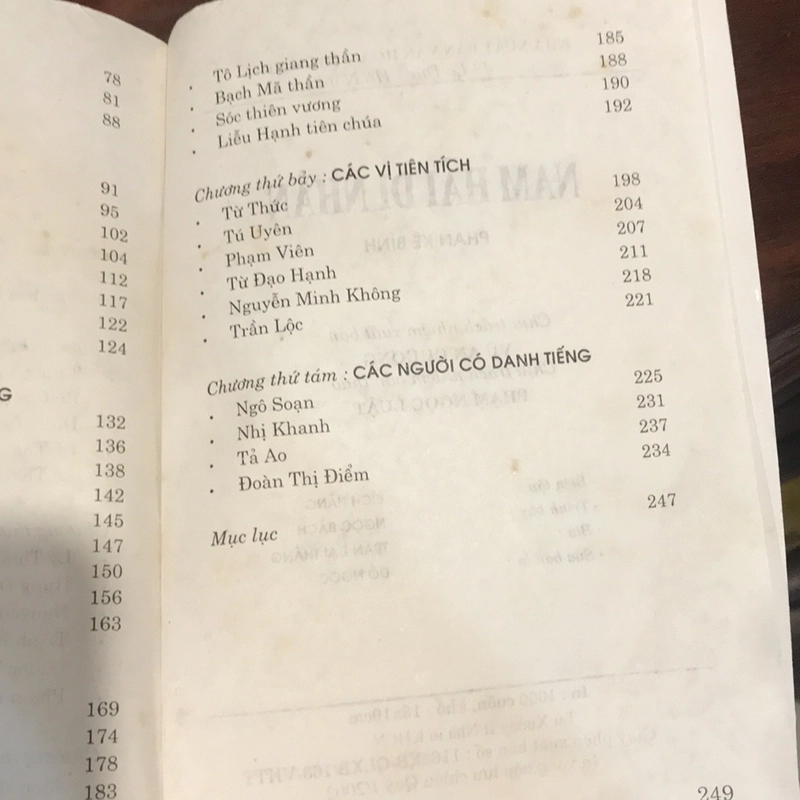 78
81
88
91
95
102
104
112
117
122
124
G
132
136
138
142
145
147
150
156
163
169
174
178
183
• Tô Lịch giang thần 185
• Bạch Mã thần 188
• Sóc thiên vương 190
• Liễu Hạnh tiên chúa 192
Chương thứ bảy : CÁC VỊ TIÊN TÍCH
• Từ Thức 198
• Tú Uyên 204
• Phạm Viên 207
• Từ Đạo Hạnh 211
• Nguyễn Minh Không 218
• Trần Lộc 221
Chương thứ tám : CÁC NGƯỜI CÓ DANH TIẾNG
• Ngô Soạn 225
• Nhị Khanh 231
• Tả Ao 237
• Đoàn Thị Điểm 234
Mục lục 247
249